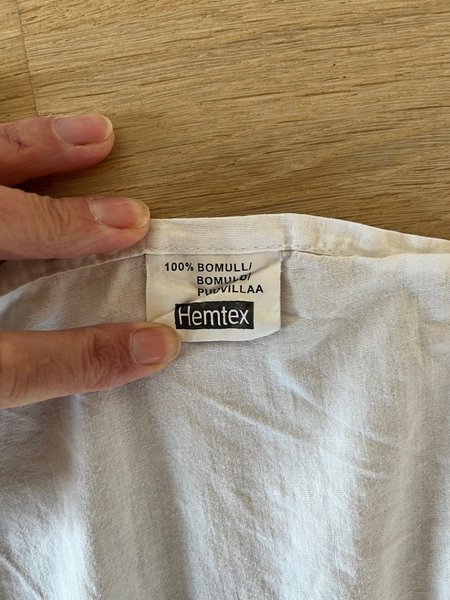 100% BOMULL/
BOMULD/
PUUVILLAA
Hemtex